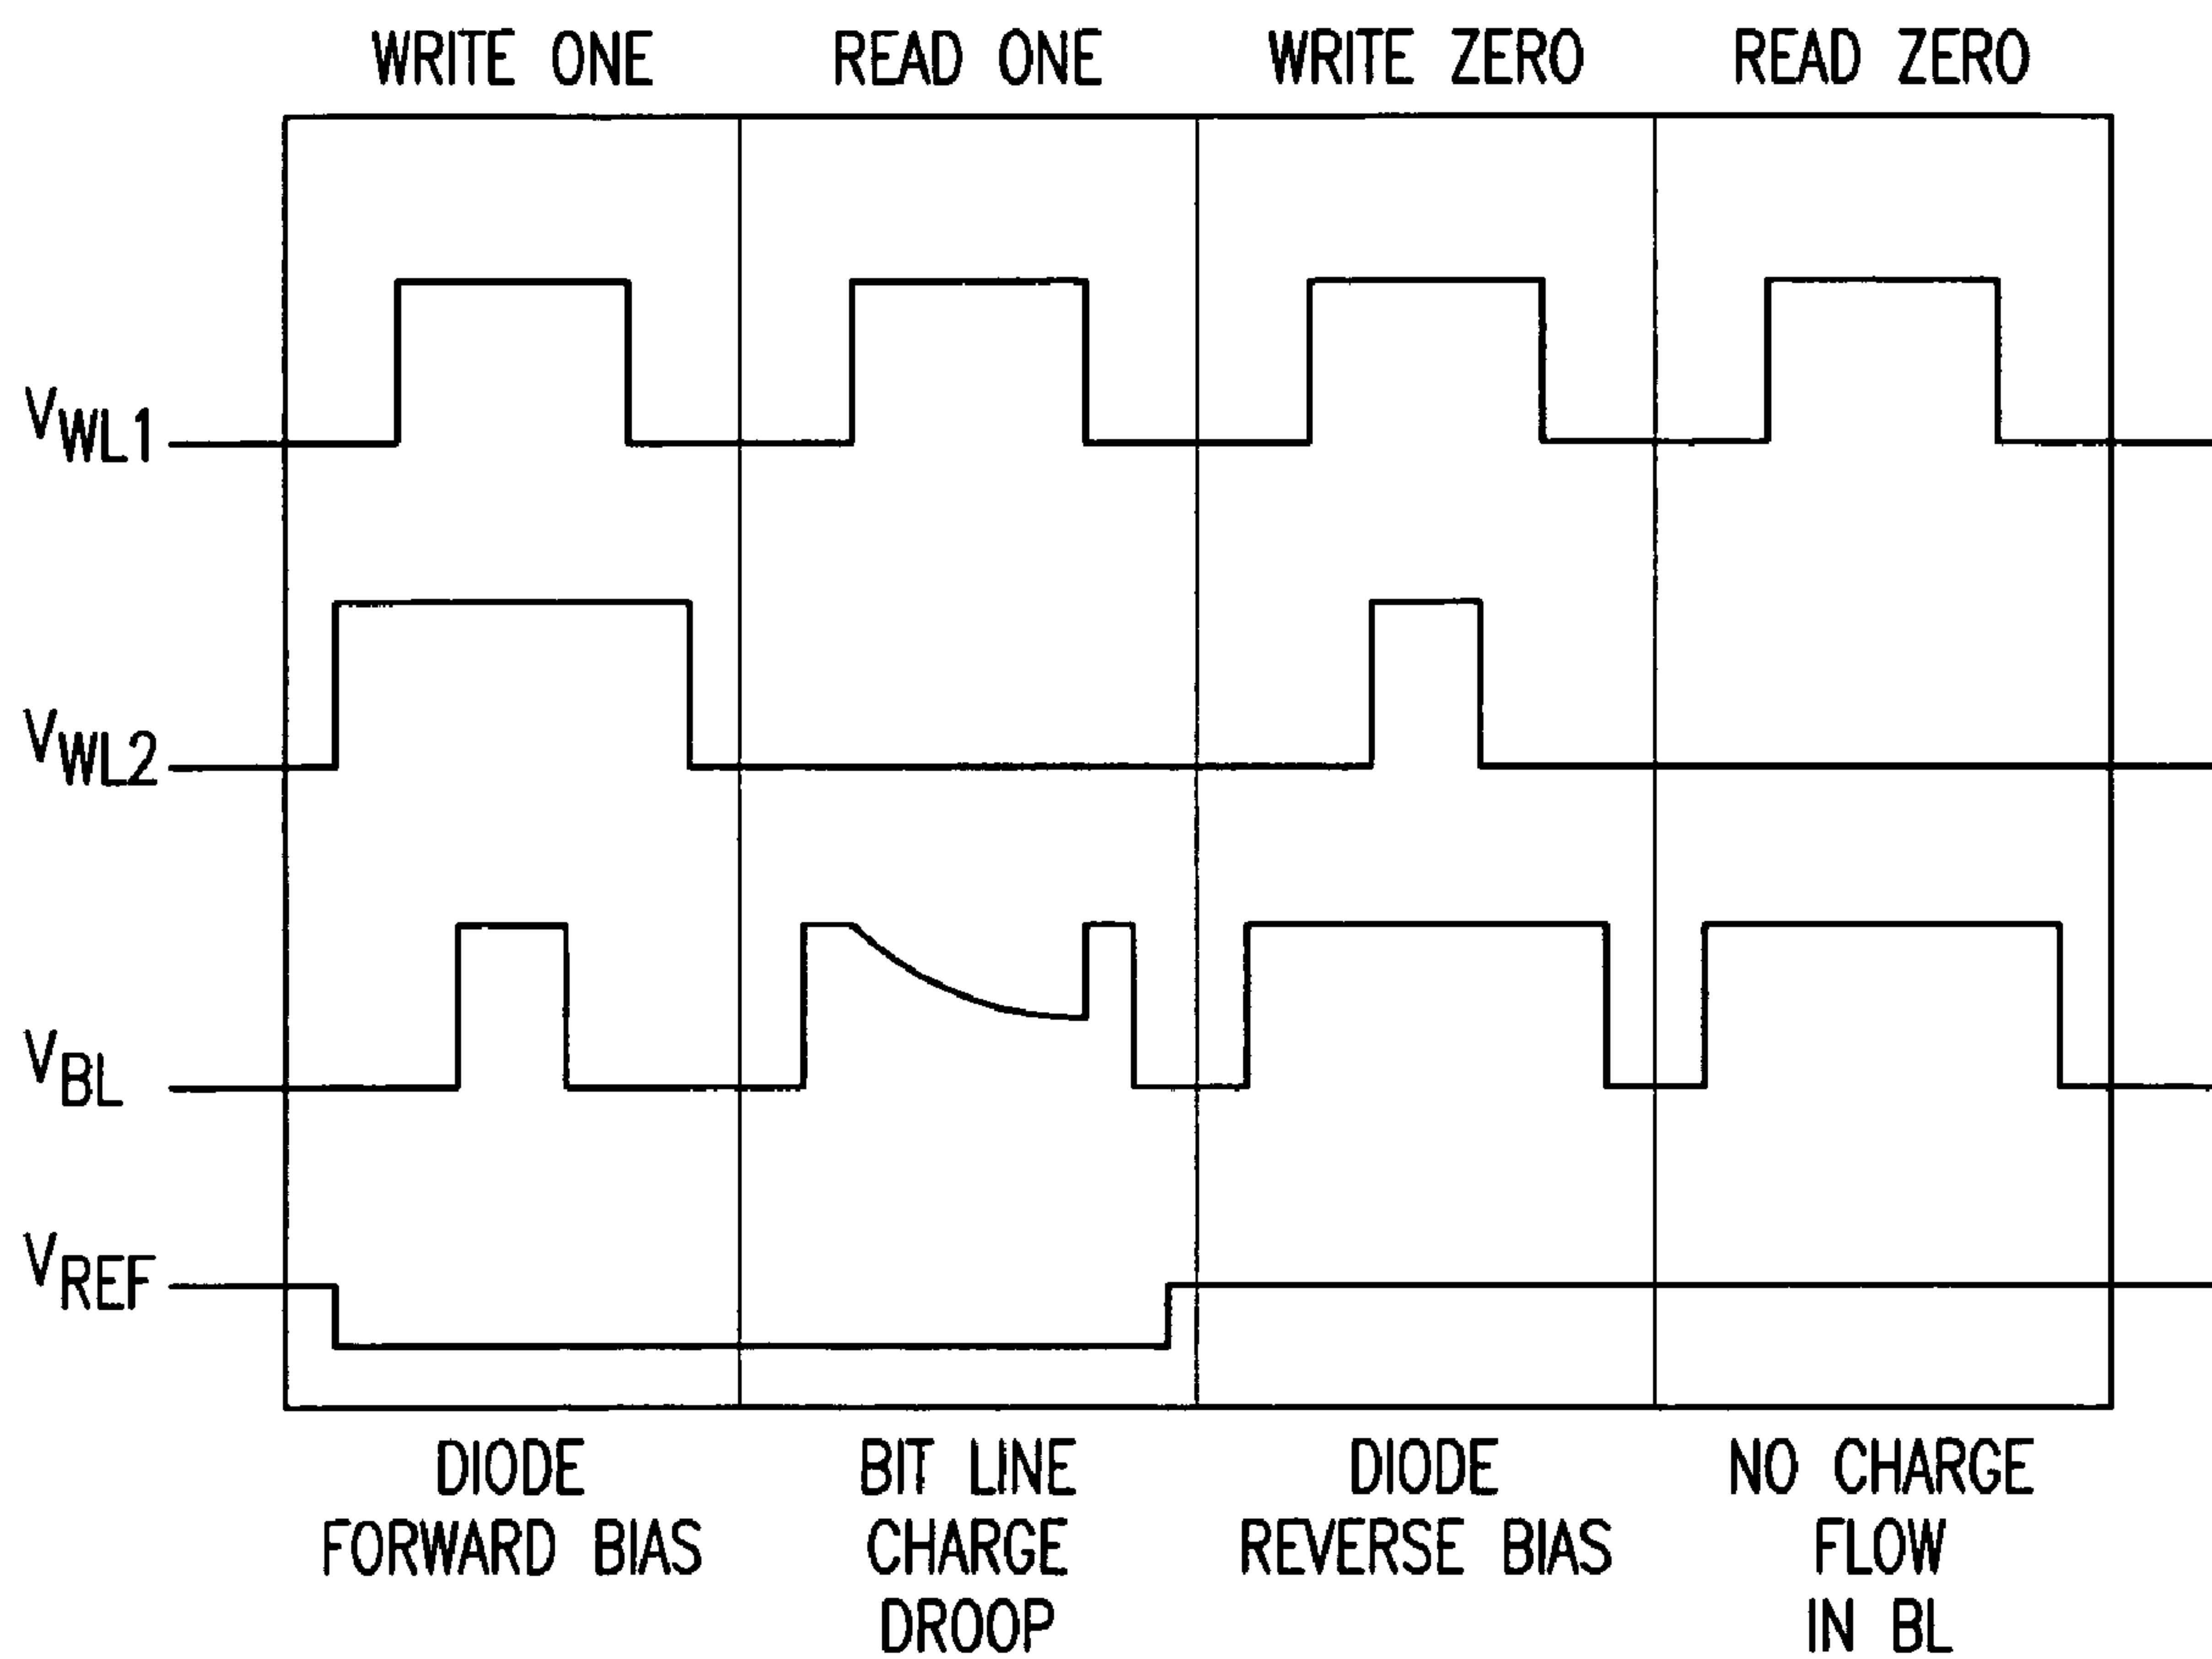 WRITE ONE READ ONE WRITE ZERO READ ZERO
VWL1
VWL2
VBL
VREF
DIODE
FORWARD BIAS
BIT LINE
CHARGE
DROOP
DIODE
REVERSE BIAS
NO CHARGE
FLOW
IN BL